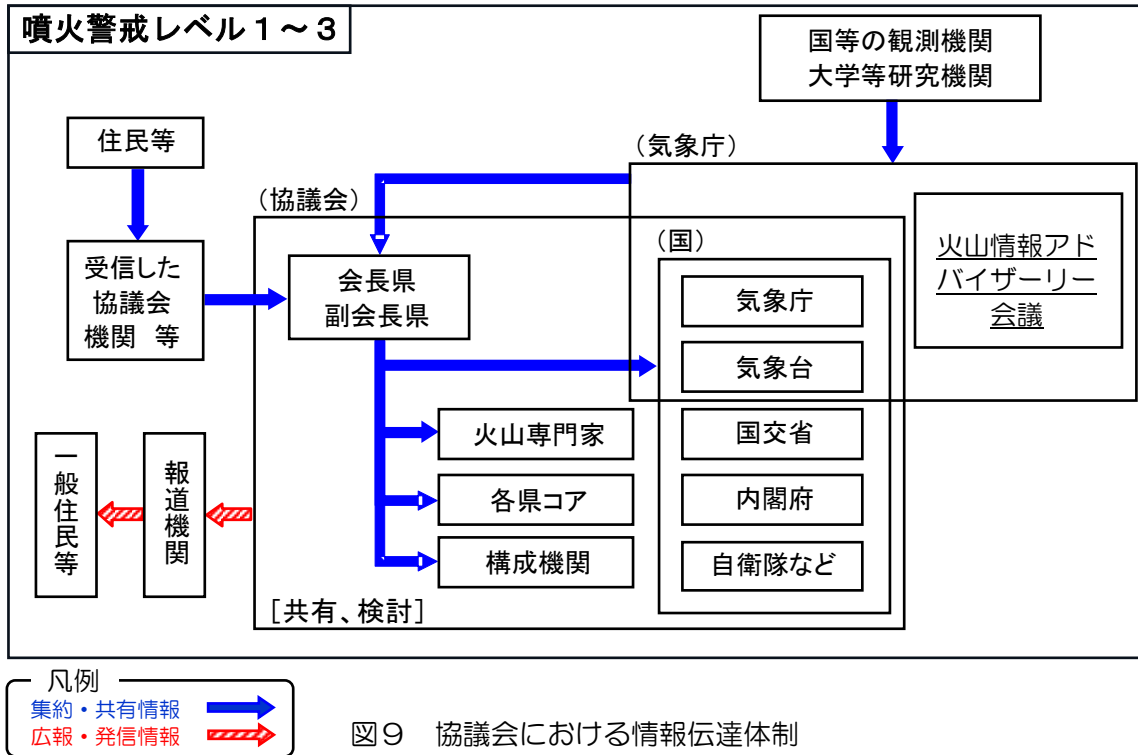 噴火警戒レベル１～３
国等の観測機関
大学等研究機関
住民等
（気象庁）
（協議会）
（国）
受信した
協議会
機関　等
会長県
副会長県
気象庁
火山情報アド
バイザーリー
会議
気象台
火山専門家
国交省
一般住民等
報道機関
各県コア
内閣府
構成機関
自衛隊など
［共有、検討］
凡例
集約・共有情報
広報・発信情報
図９　協議会における情報伝達体制